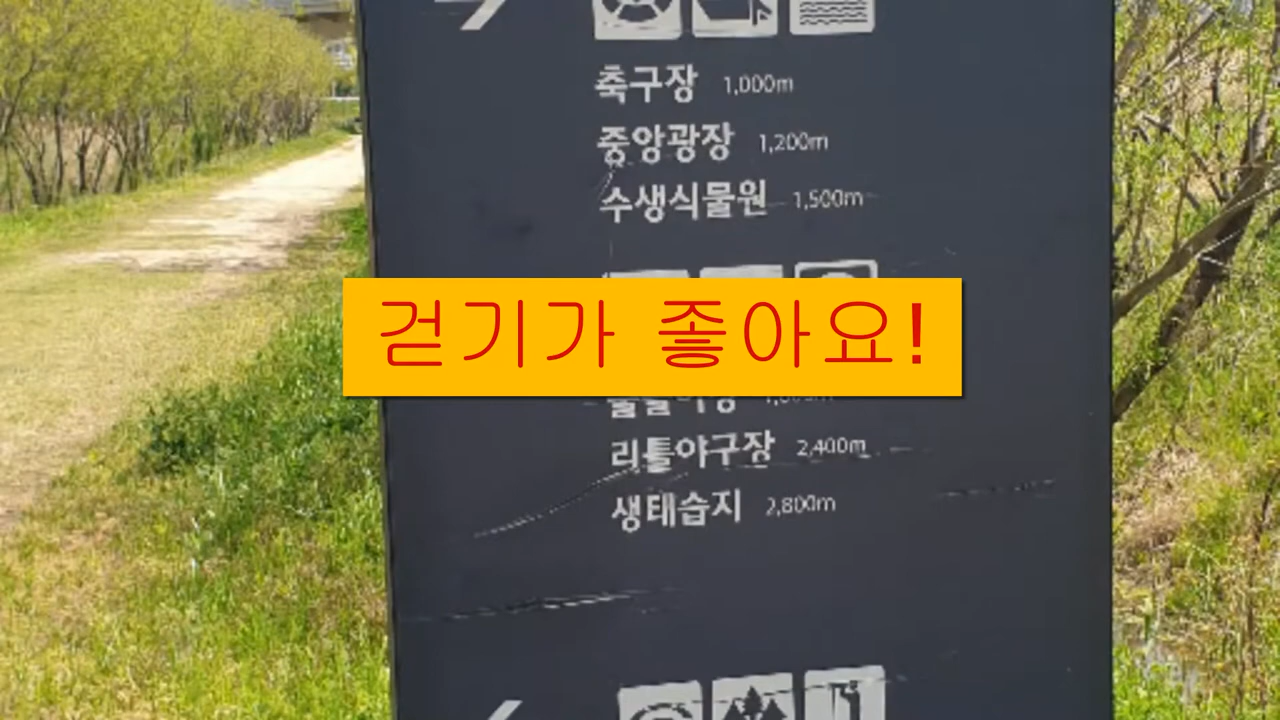 축구장 1,000m
중앙광장 1,200m
수생식물원 1,500m
걷기가 좋아요!
리틀야구장 2,400m
생태습지 2,800m